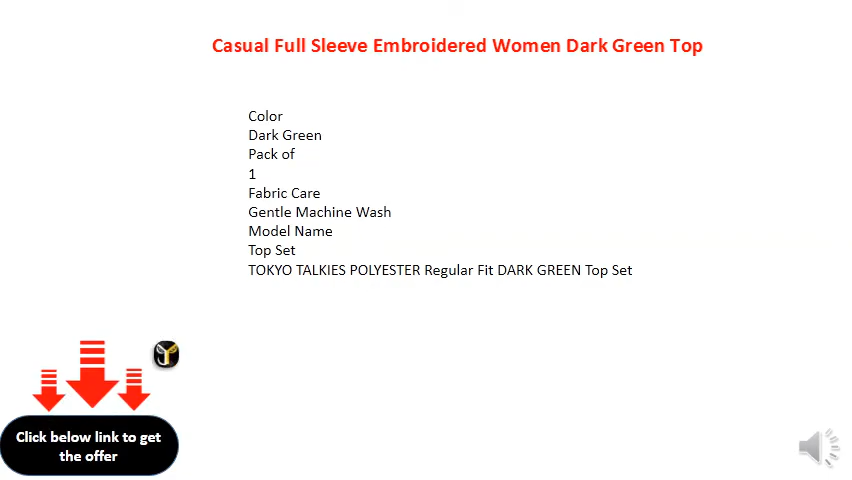 Casual Full Sleeve Embroidered Women Dark Green Top
Color
Dark Green
Pack of
1
Fabric Care
Gentle Machine Wash
Model Name
Top Set
TOKYO TALKIES POLYESTER Regular Fit DARK GREEN Top Set
Click below link to get
the offer